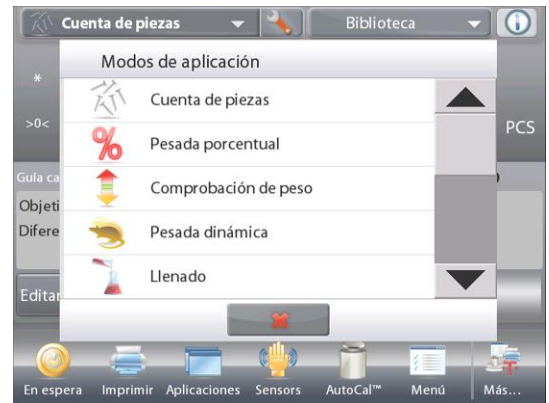 Cuenta de piezas
Biblioteca
Modos de aplicación
*
Cuenta de piezas
>0<
PCS
% Pesada porcentual
Guía ca
Comprobación de peso
Objeti
Difere
Pesada dinámica
Llenado
Editar
En espera Imprimir Aplicaciones Sensors AutoCal™ Menú Más...